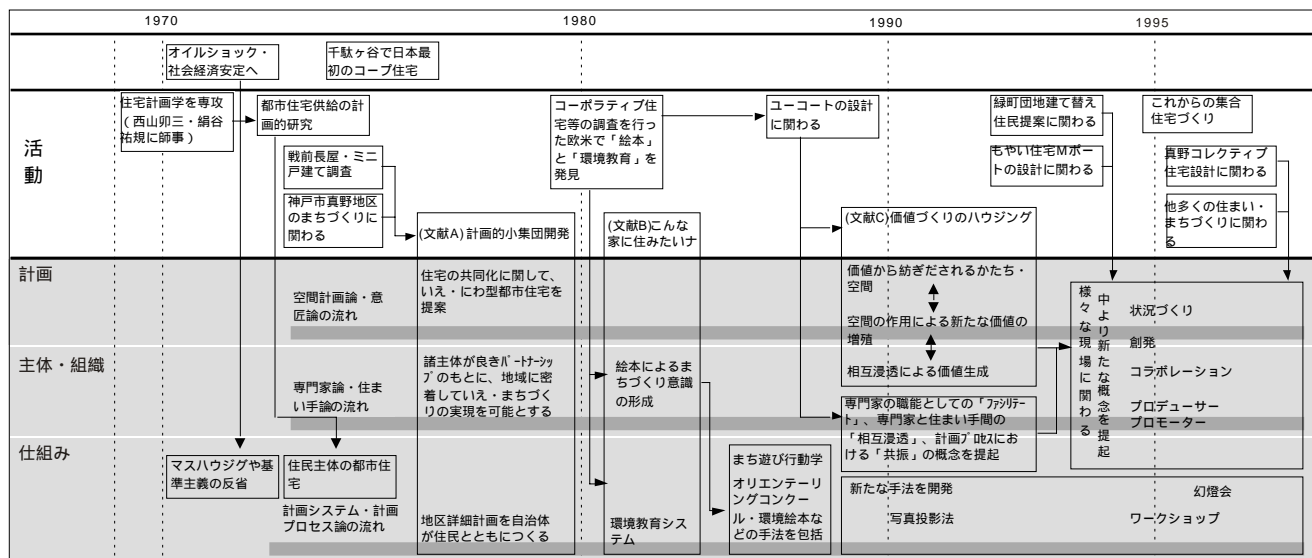 1970
1980
1990
1995
オイルショック・
社会経済安定へ
千駄ヶ谷で日本最
初のコープ住宅
活動
住宅計画学を専攻
(西山卯三・絹谷
祐規に師事)
都市住宅供給の計
画的研究
戦前長屋・ミニ
戸建て調査
神戸市真野地区
のまちづくりに
関わる
(文献A)計画的小集団開発
コーポラティブ住
宅等の調査を行っ
た欧米で「絵本」
と「環境教育」を
発見
(文献B)こんな
家に住みたいナ
ユーコートの設計
に関わる
(文献C)価値づくりのハウジング
緑町団地建て替え
住民提案に関わる
もやい住宅Mポ
ートの設計に関わる
これからの集合
住宅づくり
真野コレクティブ
住宅設計に関わる
他多くの住まい・
まちづくりに関わ
る
計画
空間計画論・意
匠論の流れ
住宅の共同化に関して、
いえ・にわ型都市住宅を
提案
価値から紡ぎだされるかたち・
空間
空間の作用による新たな価値の
増殖
相互浸透による価値生成
様々な現場に関わる
中より新たな概念を提起
状況づくり
創発
コラボレーション
プロデューサー
プロモーター
主体・組織
専門家論・住ま
い手論の流れ
諸主体が良きパートナーシッ
プのもとに、地域に密
着していえ・まちづく
りの実現を可能とする
絵本によるま
ちづくり意識
の形成
専門家の職能としての「ファシリテ
ート」、専門家と住まい手間の
「相互浸透」、計画プロセスにお
ける「共振」の概念を提起
仕組み
マスハウジグや基
準主義の反省
住民主体の都市住
宅
計画システム・計画
プロセス論の流れ
地区詳細計画を自治体
が住民とともにつくる
環境教育シス
テム
まち遊び行動学
オリエンテー
リングコンクー
ル・環境絵本な
どの手法を包括
新たな手法を開発
写真投影法
幻燈会
ワークショップ